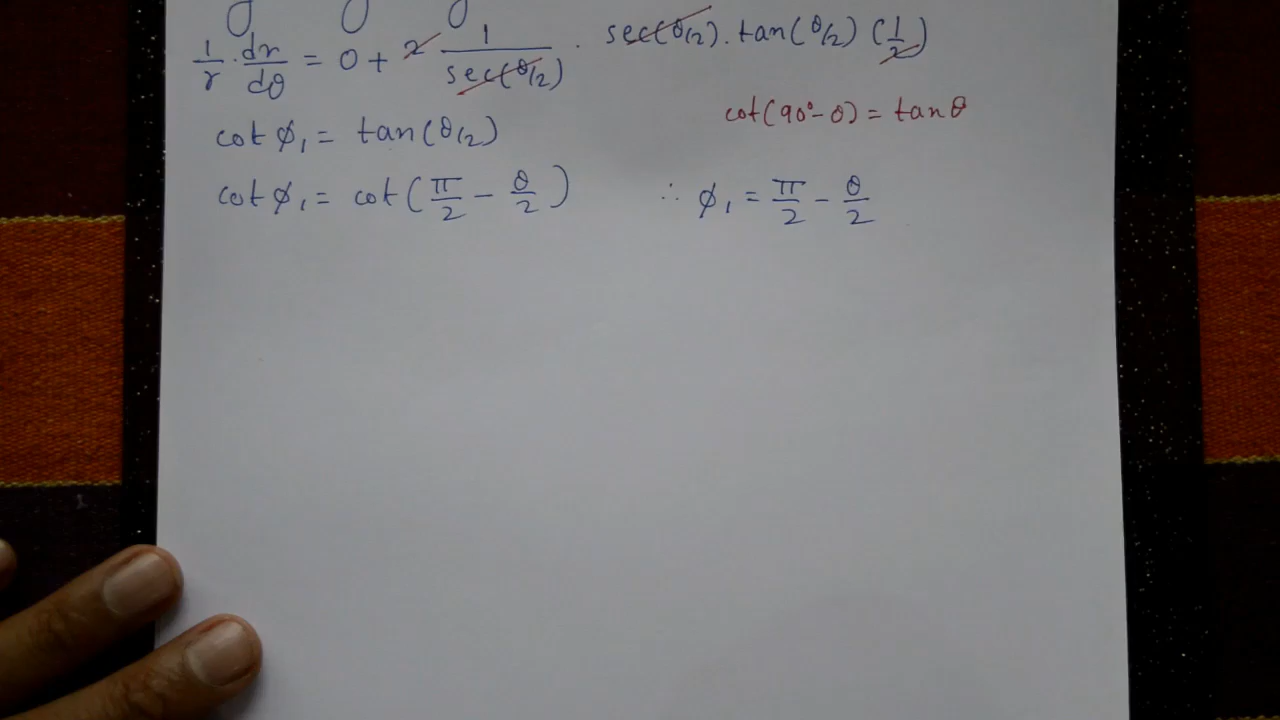 1/r · dr/dθ = 0 + 2 1/sec(θ/2) · sec(θ/2) · tan(θ/2) (1/2)
cot(90° - θ) = tan θ
cot φ₁ = tan(θ/2)
cot φ₁ = cot(π/2 - θ/2) ∴ φ₁ = π/2 - θ/2